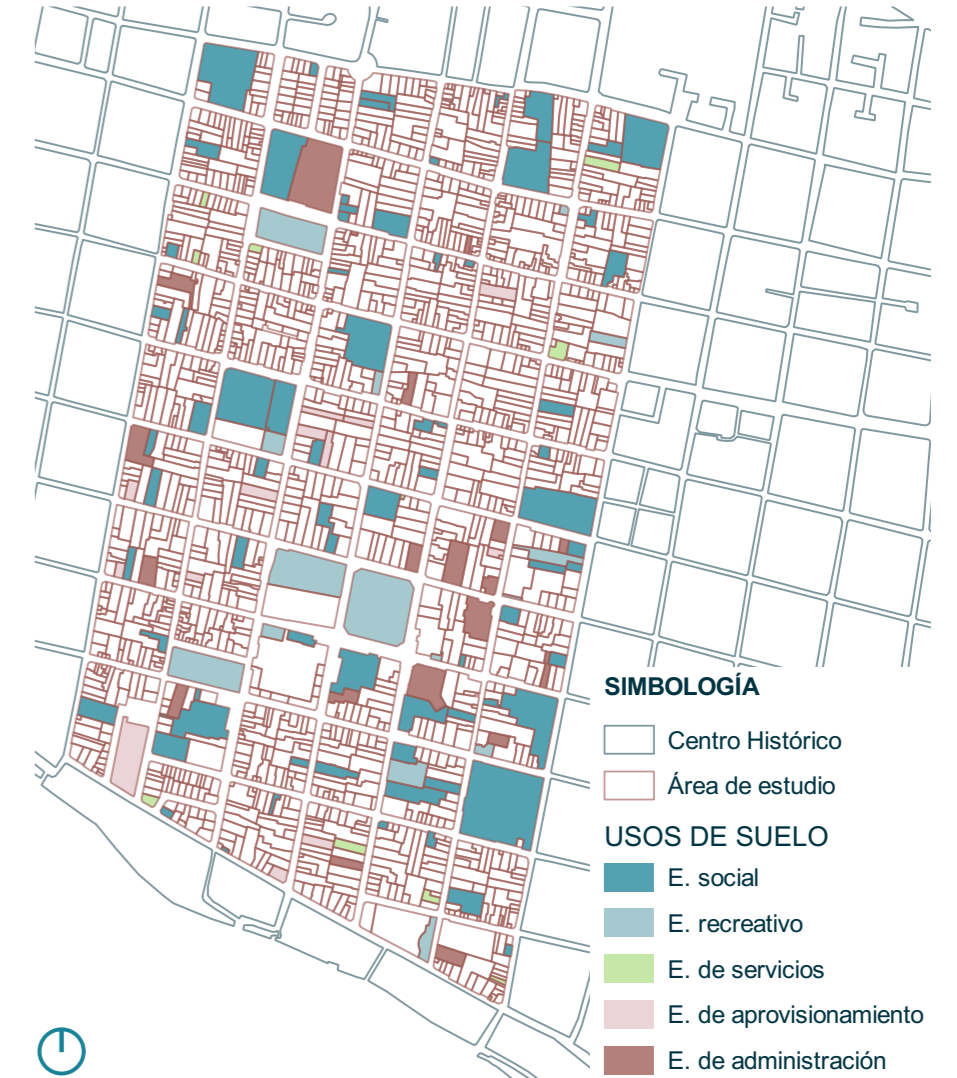 SIMBOLOGÍA
Centro Histórico
Área de estudio
USOS DE SUELO
E. social
E. recreativo
E. de servicios
E. de aprovisionamiento
E. de administración